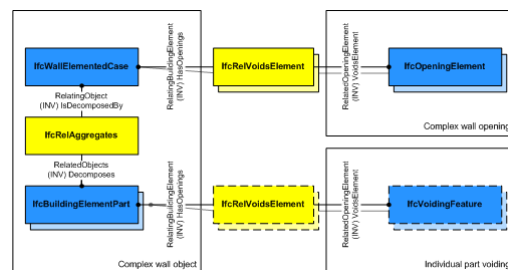 IfcWallElementedCase
RelatingBuildingElement
(INV) HasOpenings
IfcRelVoidsElement
RelatedOpeningElement
(INV) VoidsElement
IfcOpeningElement
RelatingObject
(INV) IsDecomposedBy
IfcRelAggregates
Complex wall opening
RelatedObjects
(INV) Decomposes
IfcBuildingElementPart
RelatingBuildingElement
(INV) HasOpenings
IfcRelVoidsElement
RelatedOpeningElement
(INV) VoidsElement
IfcVoidingFeature
Complex wall object
Individual part voiding